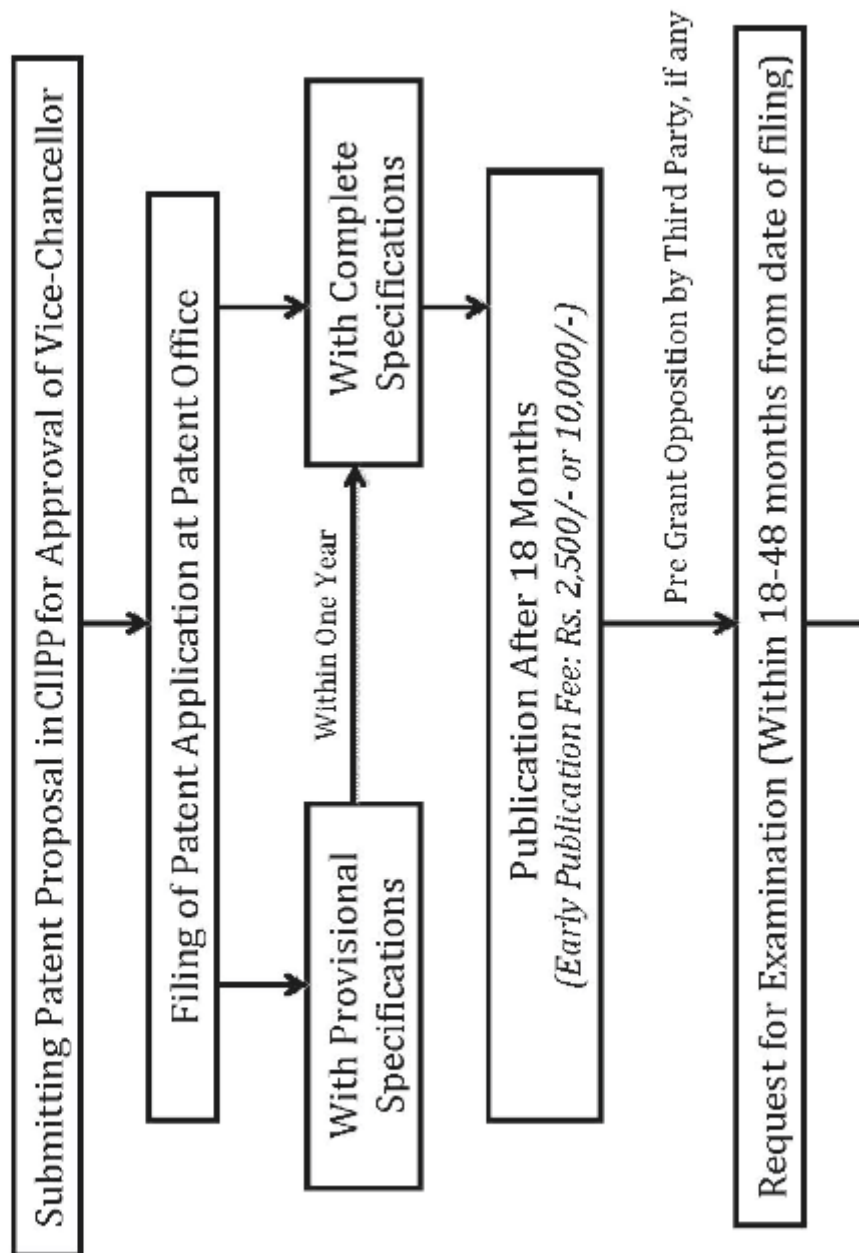 Submitting Patent Proposal in CIIPP for Approval of Vice-Chancellor
Filing of Patent Application at Patent Office
With Provisional
Specifications
Within One Year
With Complete
Specifications
Publication After 18 Months
(Early Publication Fee: Rs. 2,500/- or 10,000/-)
Pre Grant Opposition by Third Party, if any
Request for Examination (Within 18-48 months from date of filing)